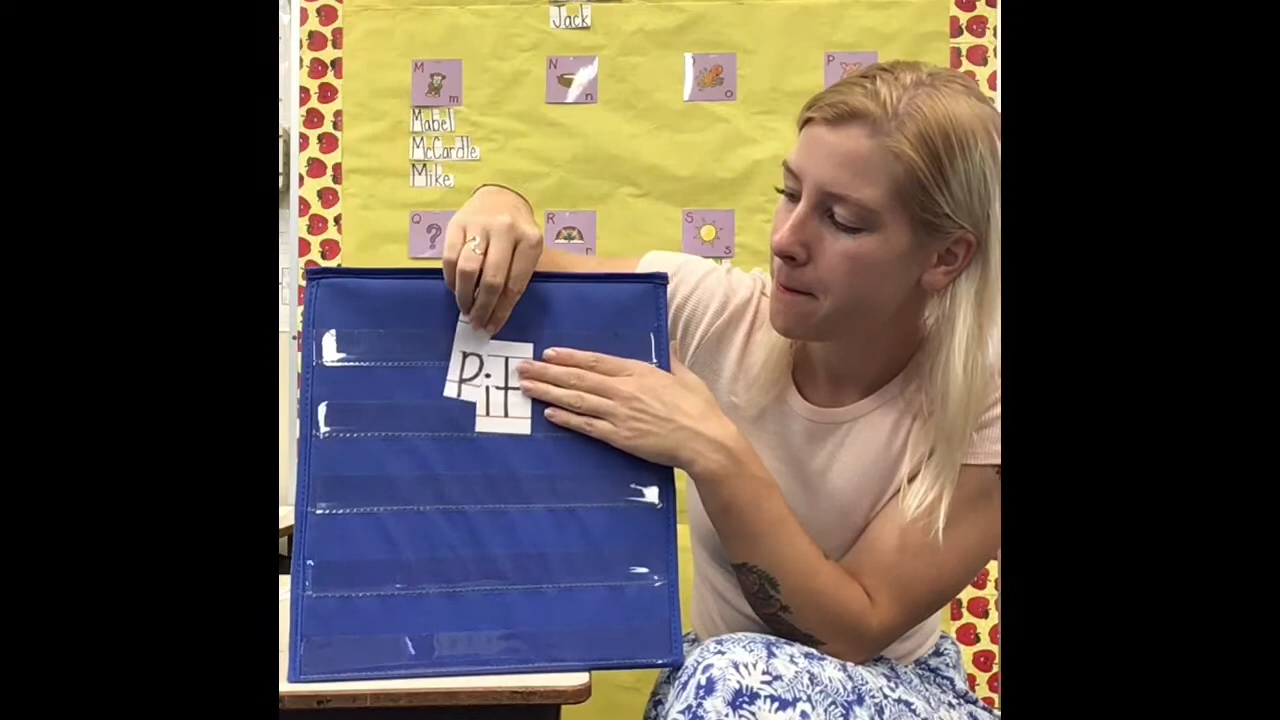 Jack
M m
N n
o
P
Mabel
McCardle
Mike
Q ?
R r
S s
pit